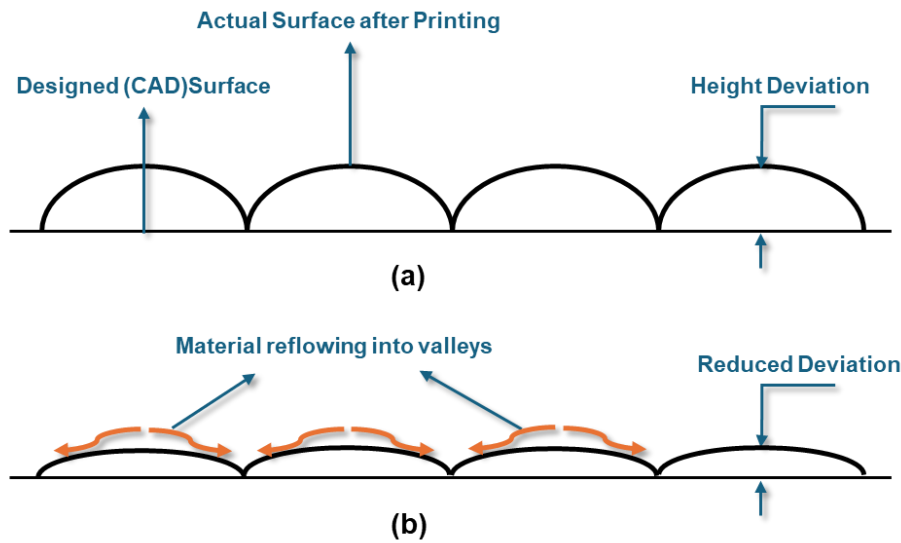 Actual Surface after Printing
Designed (CAD)Surface
Height Deviation
(a)
Material reflowing into valleys
Reduced Deviation
(b)